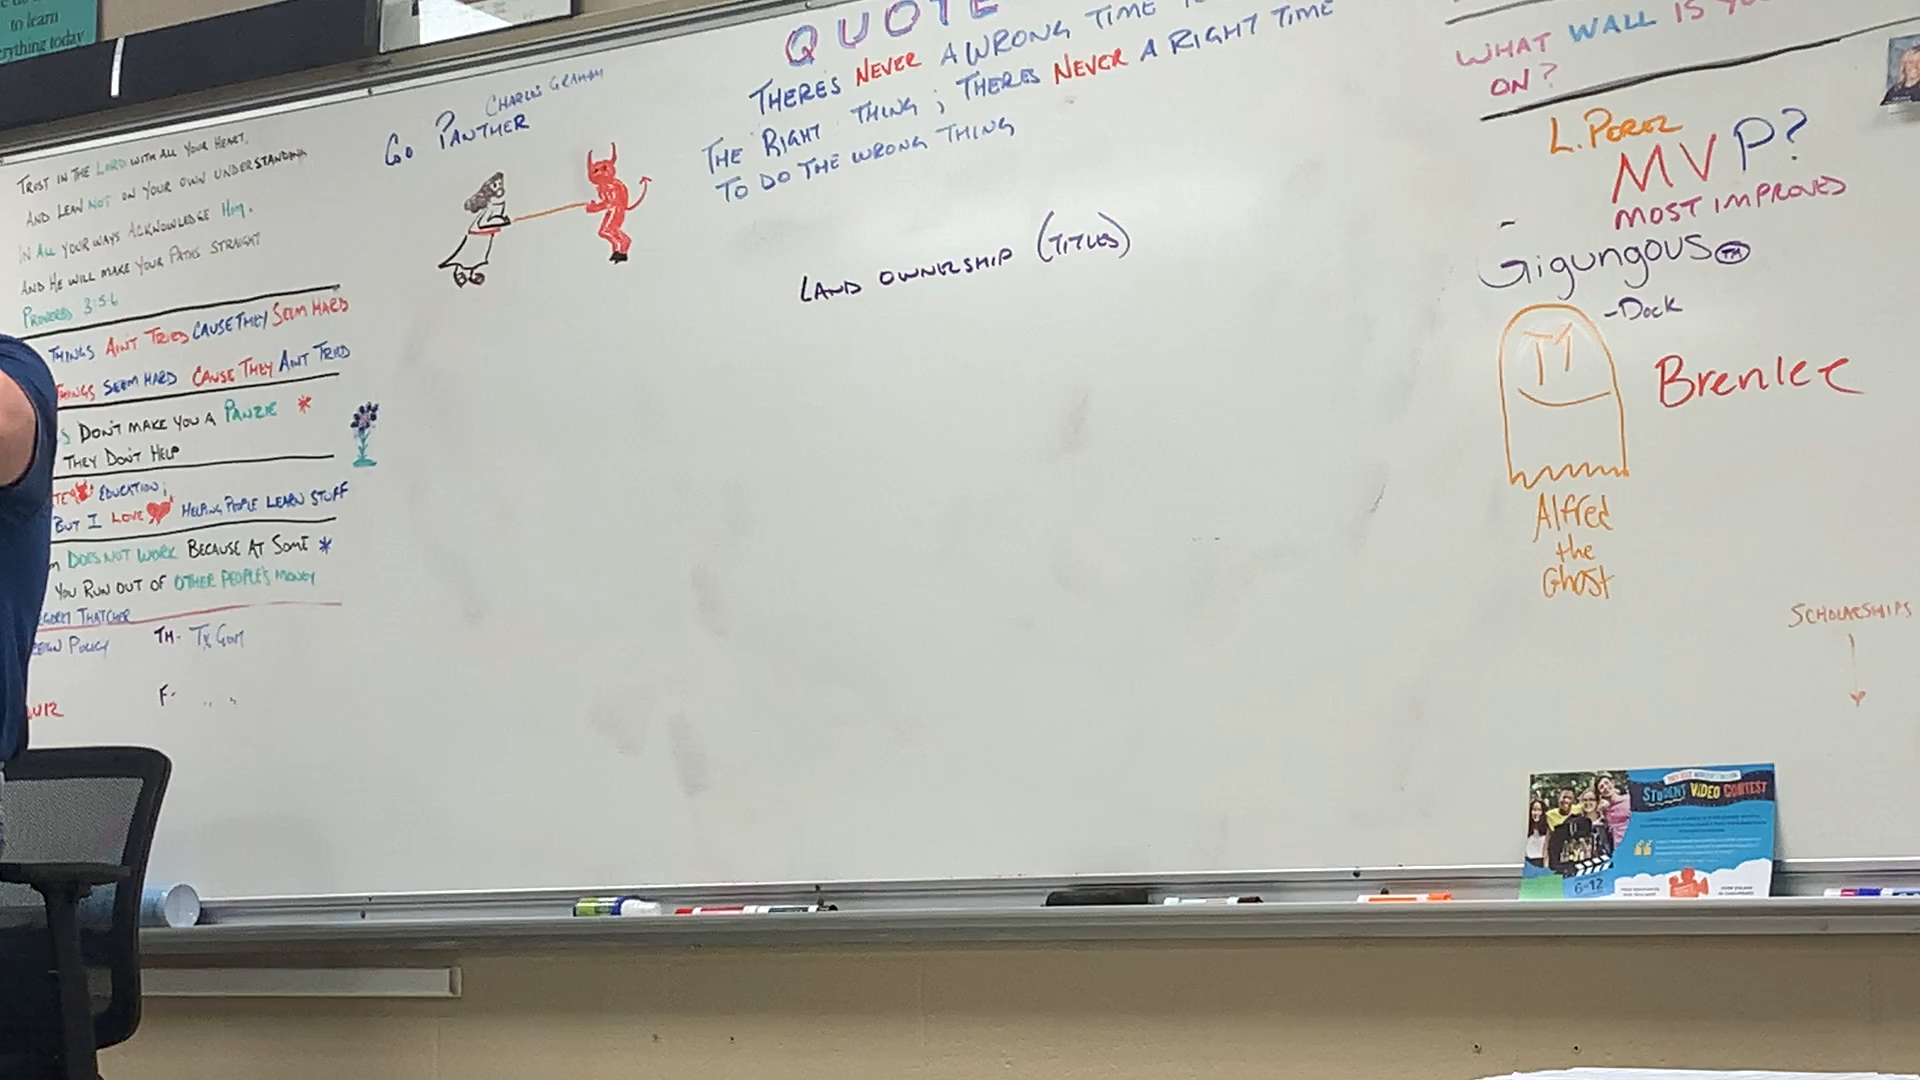 to learn
everything today
TRUST IN THE LORD WITH ALL YOUR HEART,
AND LEAN NOT ON YOUR OWN UNDERSTANDING
IN ALL YOUR WAYS ACKNOWLEDGE HIM.
AND HE WILL MAKE YOUR PATHS STRAIGHT
PROVERBS 3:5-6
THINGS AIN'T TRIED CAUSE THEY SEEM HARD
THINGS SEEM HARD CAUSE THEY AINT TRIED
DON'T MAKE YOU A PANZIE *
THEY DON'T HELP
EDUCATION;
BUT I LOVE HELPING PEOPLE LEARN STUFF
DOES NOT WORK BECAUSE AT SOME *
YOU RUN OUT OF OTHER PEOPLE'S MONEY
THATCHER
POLICY TH- TX GOVT
F- " "
CHARLIE GRAHAM
GO PANTHER
QUOTE
THERE'S NEVER A WRONG TIME
THE RIGHT THING; THERES NEVER A RIGHT TIME
TO DO THE WRONG THING
LAND OWNERSHIP (TITLES)
WHAT WALL IS
ON?
L. PEREZ
MVP?
MOST IMPROVED
Gigungous TM
-Dock
Brenlee
Alfred
the
Ghost
SCHOLARSHIPS
STUDENT VIDEO CONTEST
6-12